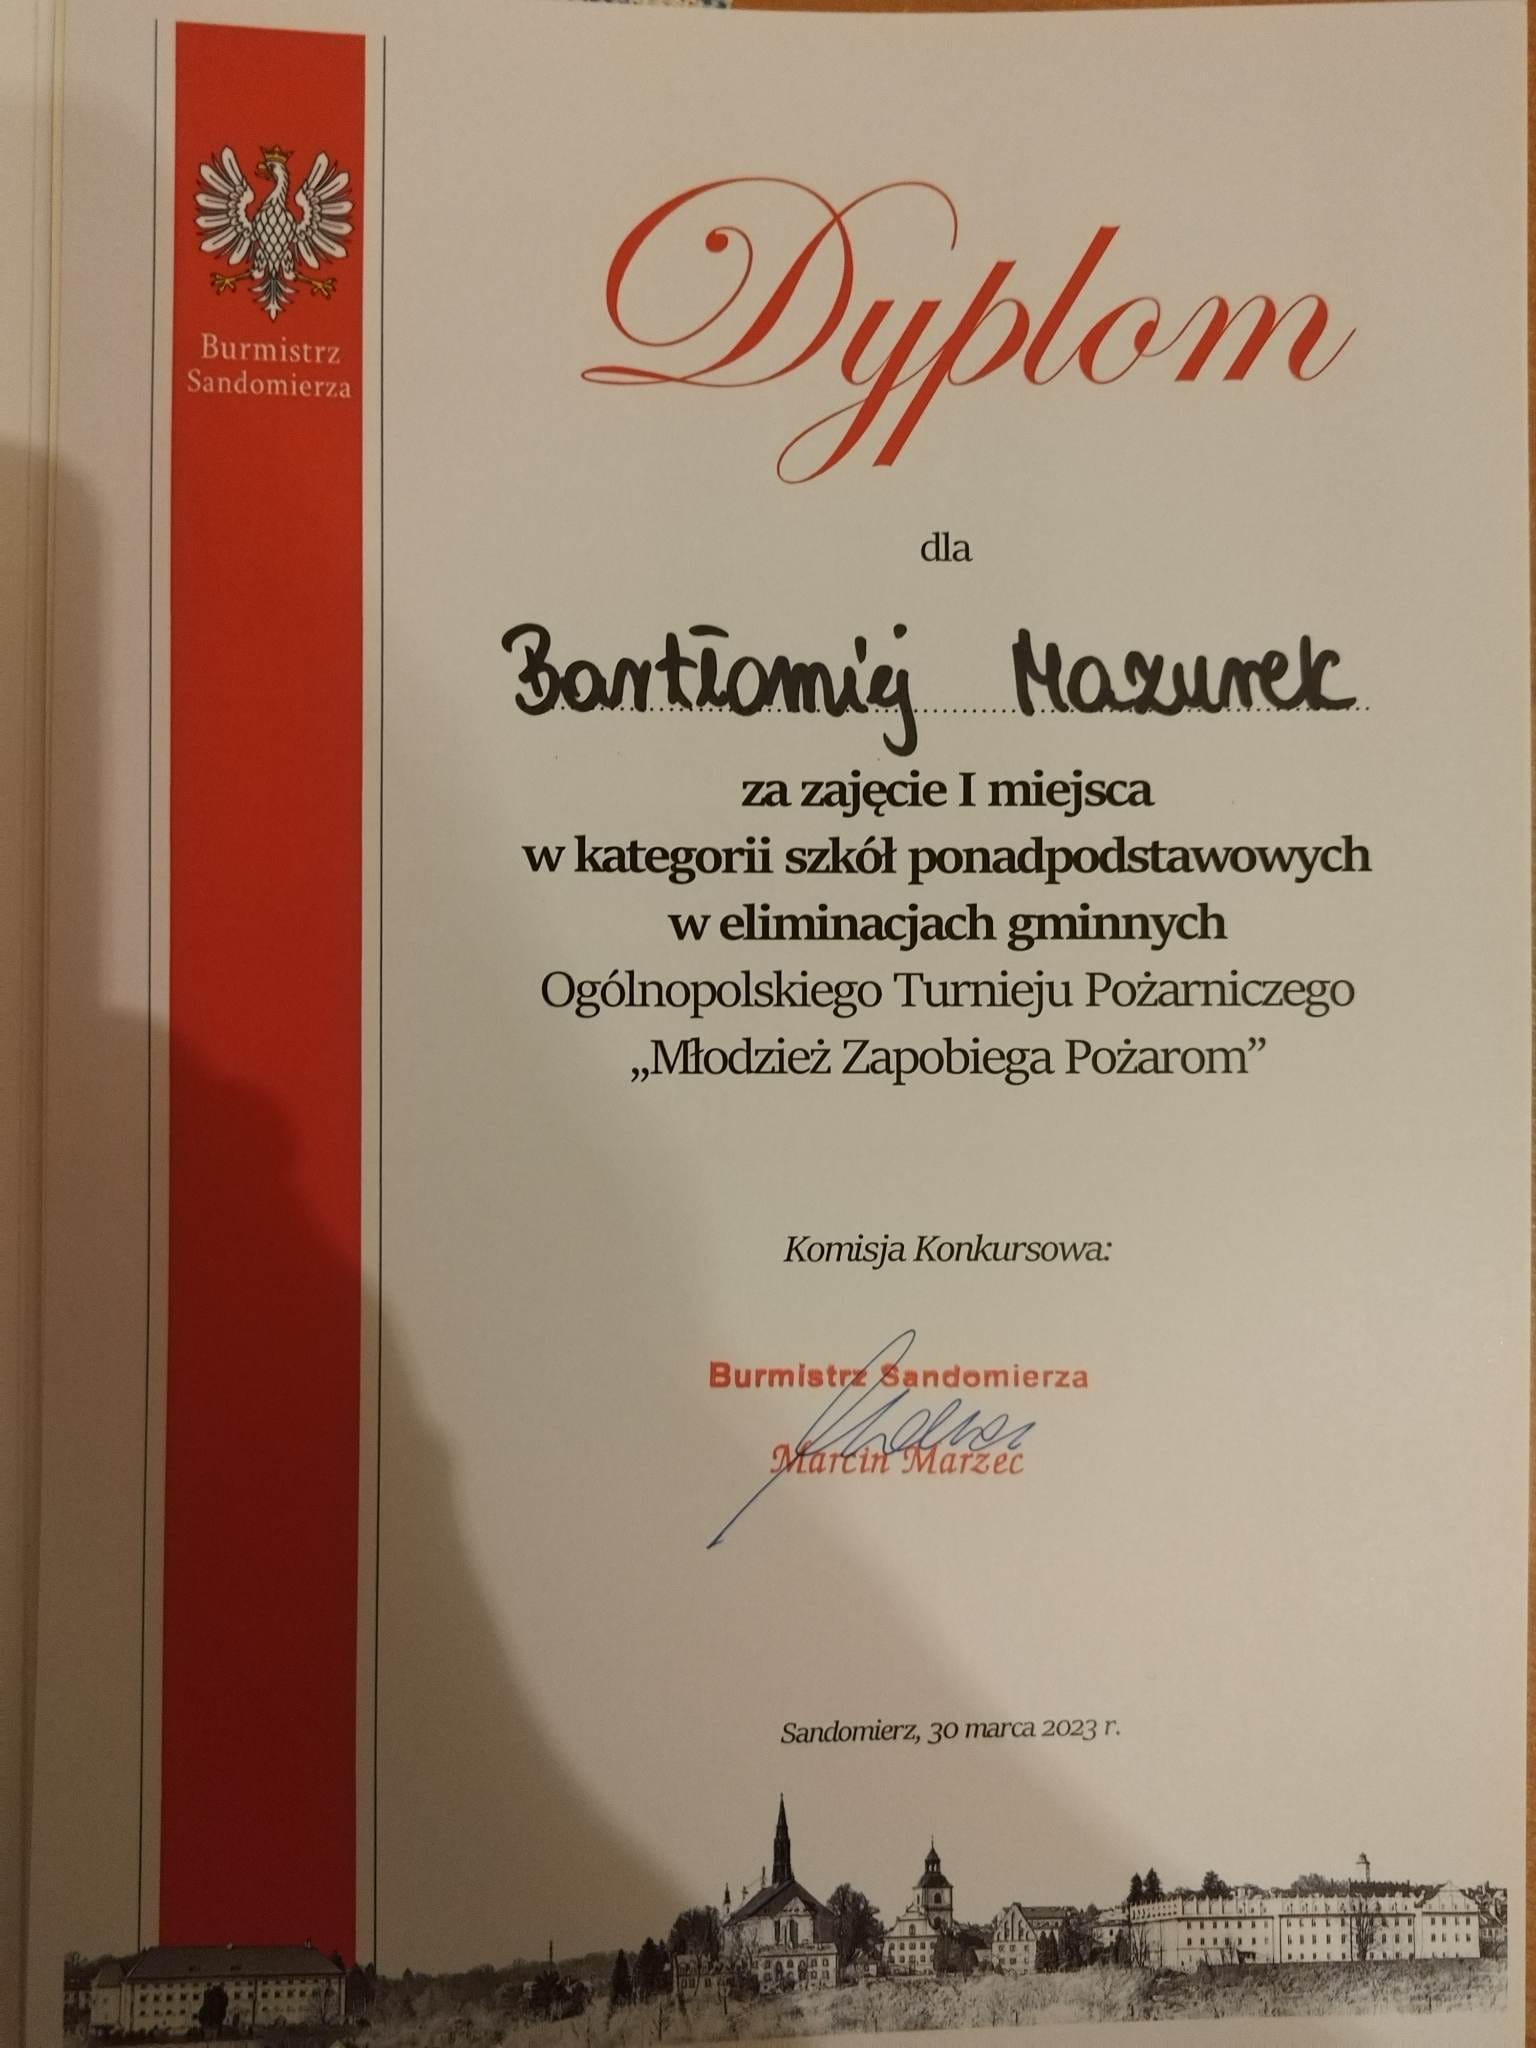 Burmistrz
Sandomierza
Dyplom
dla
Bartłomiej Mazurek
za zajęcie I miejsca
w kategorii szkół ponadpodstawowych
w eliminacjach gminnych
Ogólnopolskiego Turnieju Pożarniczego
„Młodzież Zapobiega Pożarom”
Komisja Konkursowa:
Burmistrz Sandomierza
Marcin Marzec
Sandomierz, 30 marca 2023 r.